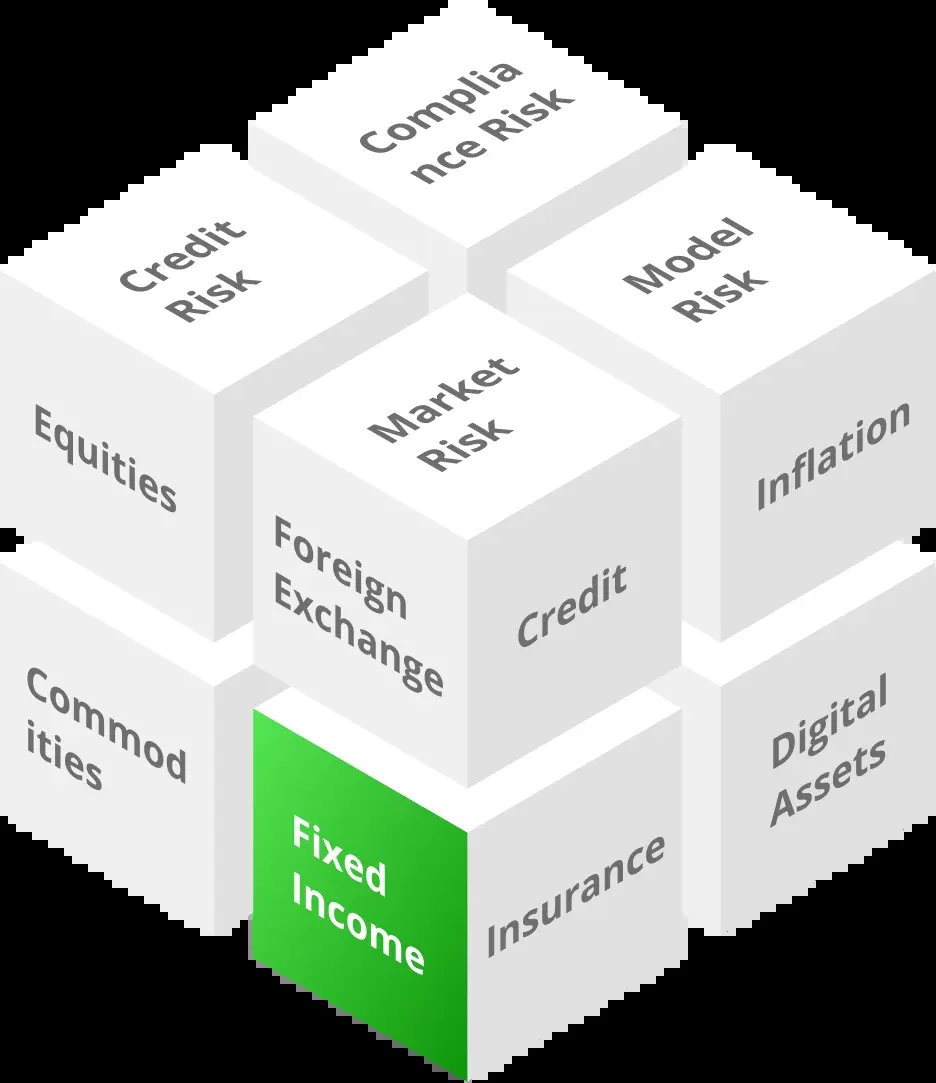 Complia
nce Risk
Credit
Risk
Model
Risk
Market
Risk
Equities
Inflation
Foreign
Exchange
Credit
Commod
ities
Digital
Assets
Fixed
Income
Insurance